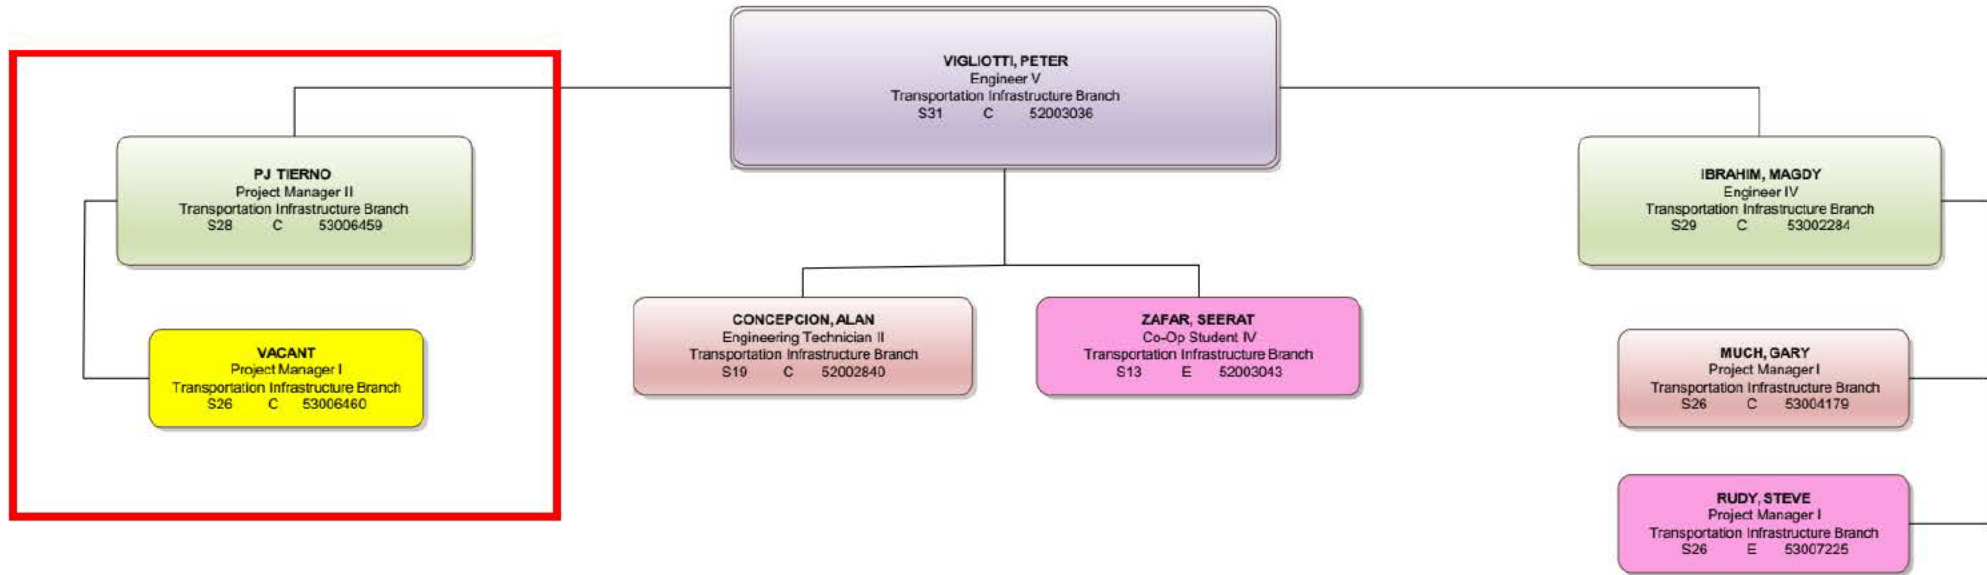 VIGLIOTTI, PETER
Engineer V
Transportation Infrastructure Branch
S31 C 52003036
PJ TIERNO
Project Manager II
Transportation Infrastructure Branch
S28 C 53006459
IBRAHIM, MAGDY
Engineer IV
Transportation Infrastructure Branch
S29 C 53002284
VACANT
Project Manager I
Transportation Infrastructure Branch
S26 C 53006460
CONCEPCION, ALAN
Engineering Technician II
Transportation Infrastructure Branch
S19 C 52002840
ZAFAR, SEERAT
Co-Op Student IV
Transportation Infrastructure Branch
S13 E 52003043
MUCH, GARY
Project Manager I
Transportation Infrastructure Branch
S26 C 53004179
RUDY, STEVE
Project Manager I
Transportation Infrastructure Branch
S26 E 53007225